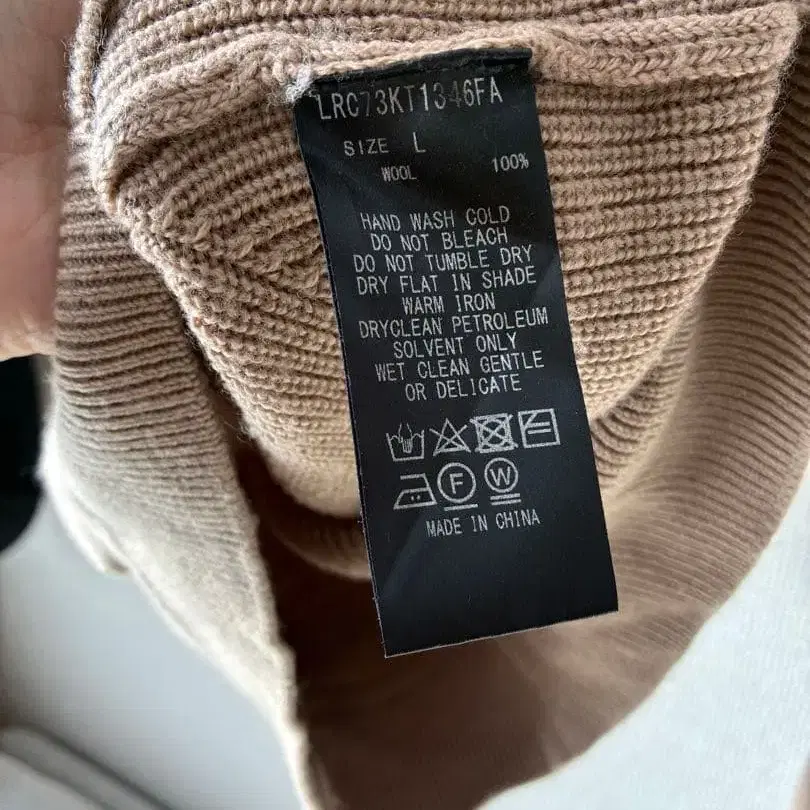 LRC73KT1346FA
SIZE L
WOOL 100%
HAND WASH COLD
DO NOT BLEACH
DO NOT TUMBLE DRY
DRY FLAT IN SHADE
WARM IRON
DRYCLEAN PETROLEUM
SOLVENT ONLY
WET CLEAN GENTLE
OR DELICATE
F W
MADE IN CHINA